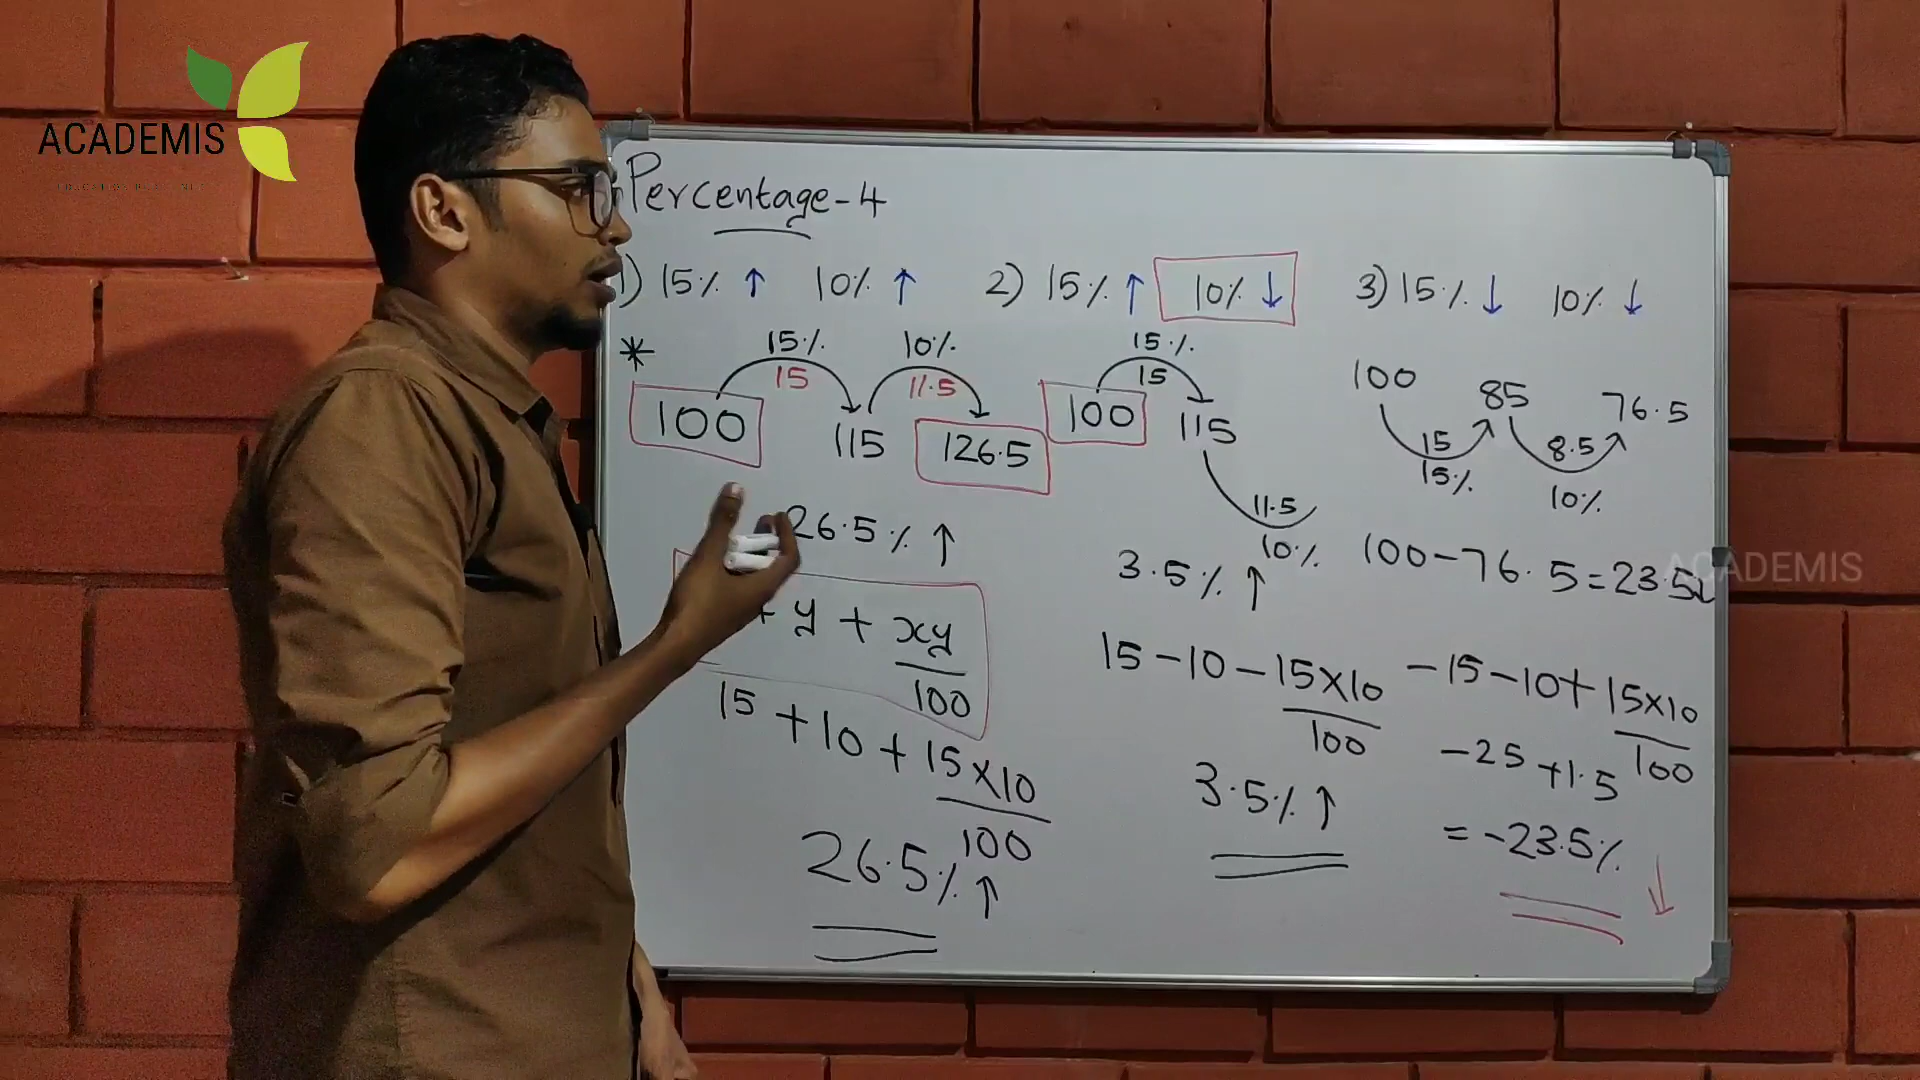 ACADEMIS
Percentage-4
1) 15% ↑ 10% ↑
15% 10%
* 15 11.5
100 115 126.5
26.5% ↑
+ y + xy/100
15 + 10 + 15×10/100
26.5% ↑
2) 15% ↑ 10% ↓
15%
15
100 115
11.5
10%
3.5% ↑
15 - 10 - 15×10/100
3.5% ↑
3) 15% ↓ 10% ↓
100 85 76.5
15 8.5
15% 10%
100 - 76.5 = 23.5↓
-15 - 10 + 15×10/100
-25 + 1.5
= -23.5% ↓
ACADEMIS